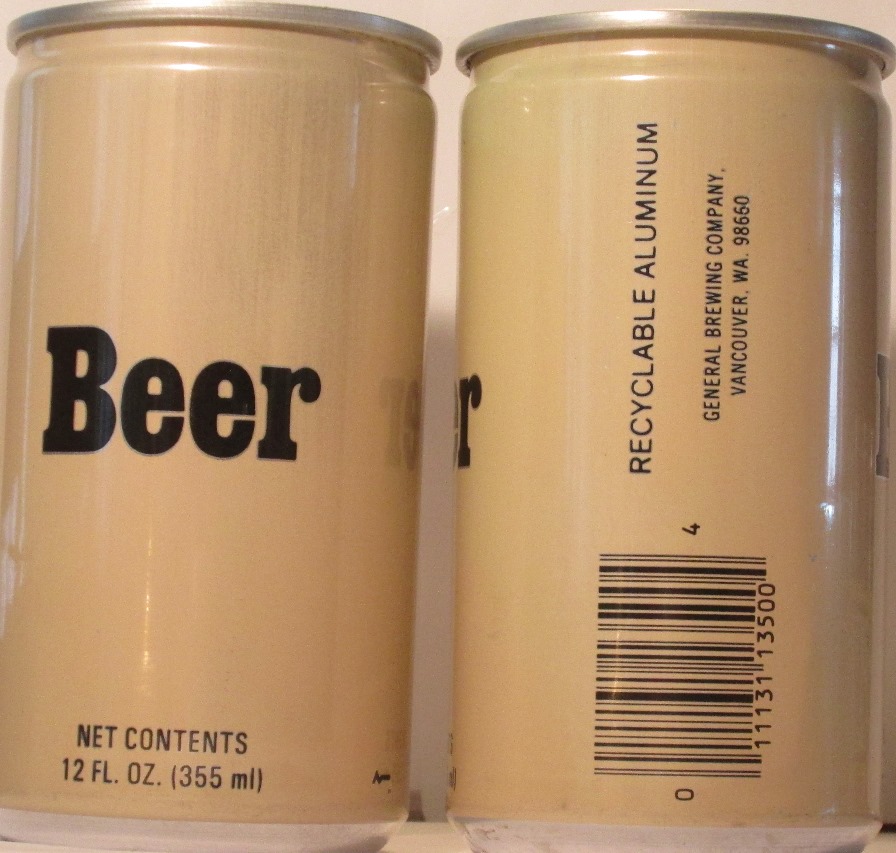 Beer
NET CONTENTS
12 FL. OZ. (355 ml)
RECYCLABLE ALUMINUM
GENERAL BREWING COMPANY,
VANCOUVER, WA. 98660
0 11131 13500 4